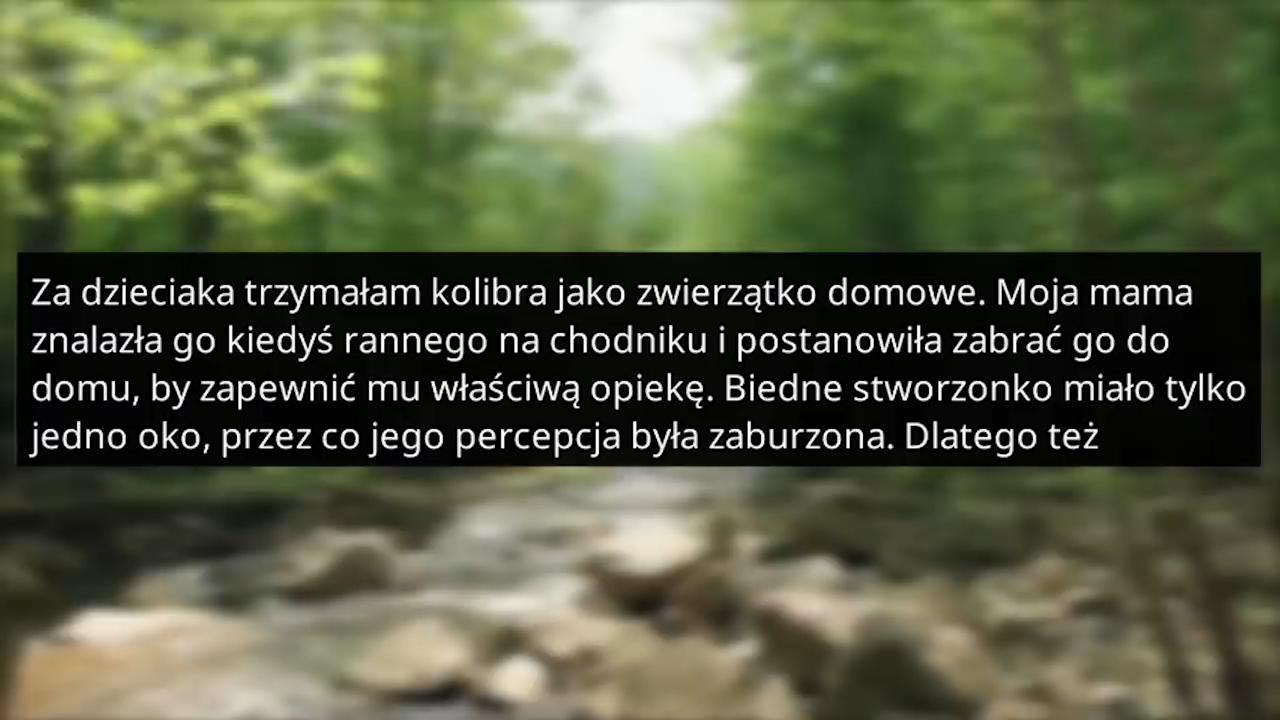 Za dzieciaka trzymałam kolibra jako zwierzątko domowe. Moja mama
znalazła go kiedyś rannego na chodniku i postanowiła zabrać go do
domu, by zapewnić mu właściwą opiekę. Biedne stworzonko miało tylko
jedno oko, przez co jego percepcja była zaburzona. Dlatego też